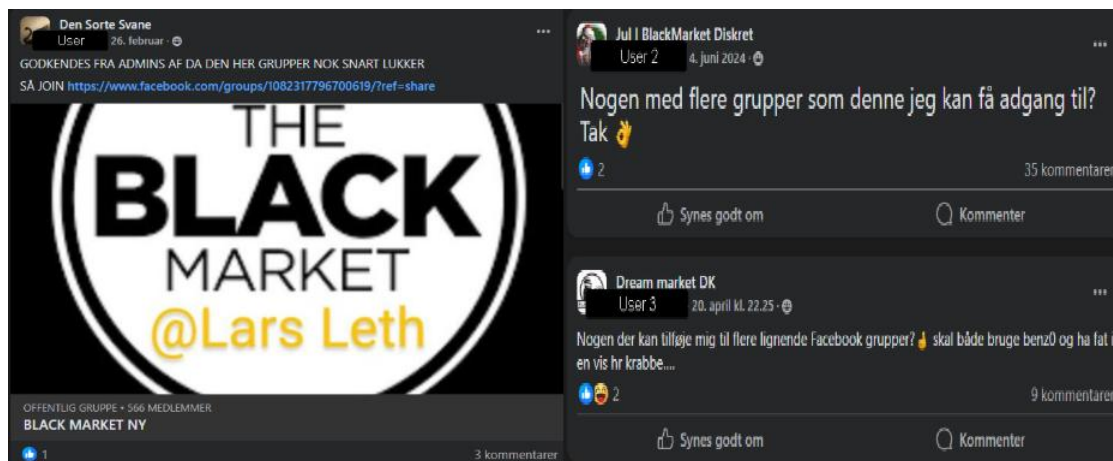 Den Sorte Svane
User 26. februar ·
GODKENDES FRA ADMINS AF DA DEN HER GRUPPER NOK SNART LUKKER
SÅ JOIN https://www.facebook.com/groups/1082317796700619/?ref=share
THE
BLACK
MARKET
@Lars Leth
OFFENTLIG GRUPPE • 566 MEDLEMMER
BLACK MARKET NY
1
3 kommentarer
Jul I BlackMarket Diskret
User 2 4. juni 2024 ·
Nogen med flere grupper som denne jeg kan få adgang til?
Tak 👌
2
35 kommentarer
Synes godt om
Kommenter
Dream market DK
User 3 20. april kl. 22.25 ·
Nogen der kan tilføje mig til flere lignende Facebook grupper? skal både bruge benz0 og ha fat i
en vis hr krabbe....
2
9 kommentarer
Synes godt om
Kommenter